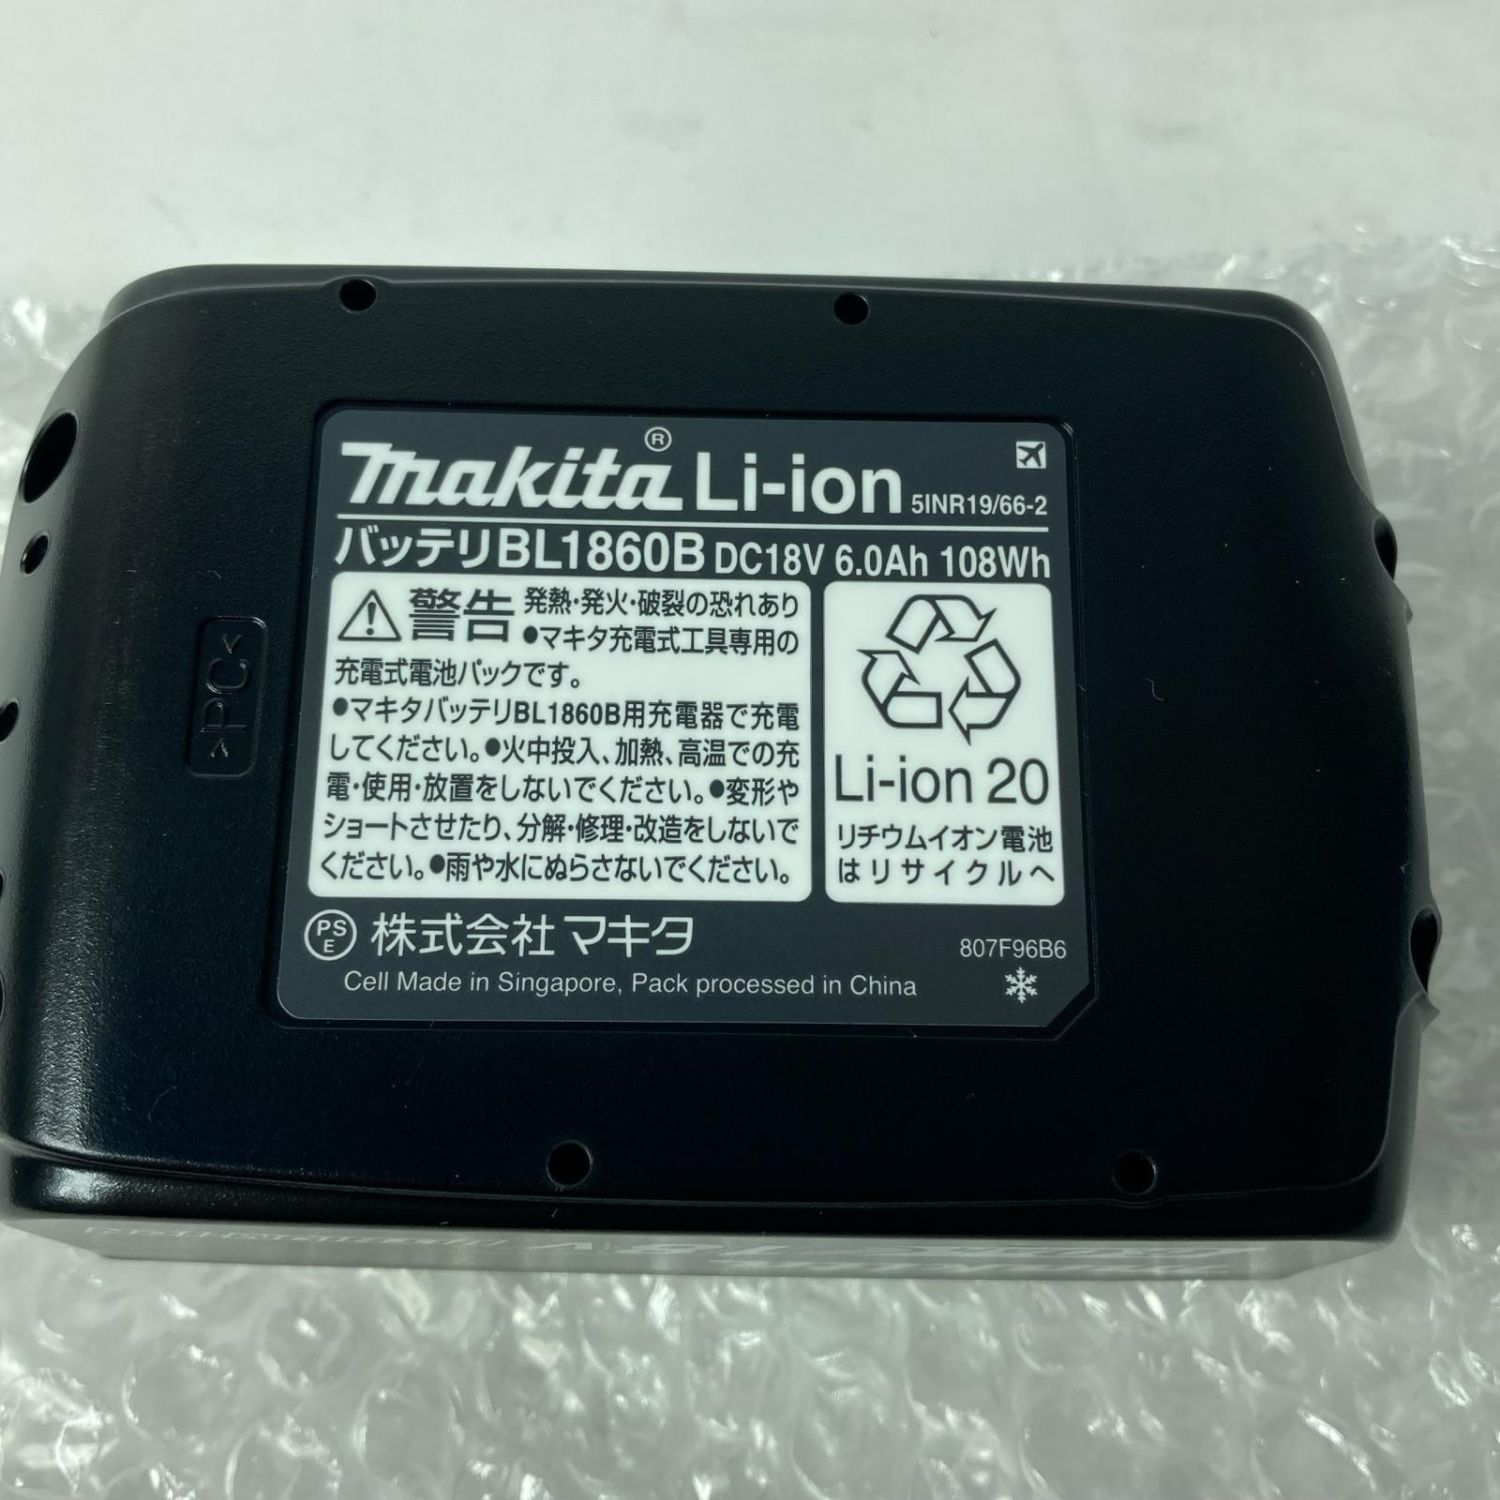 makita® Li-ion 5INR19/66-2
バッテリBL1860B DC18V 6.0Ah 108Wh
警告 発熱・発火・破裂の恐れあり
●マキタ充電式工具専用の
充電式電池パックです。
●マキタバッテリBL1860B用充電器で充電
してください。●火中投入、加熱、高温での充
電・使用・放置をしないでください。●変形や
ショートさせたり、分解・修理・改造をしないで
ください。●雨や水にぬらさないでください。
Li-ion 20
リチウムイオン電池
はリサイクルへ
PS
E
株式会社マキタ
807F96B6
Cell Made in Singapore, Pack processed in China
>PC<